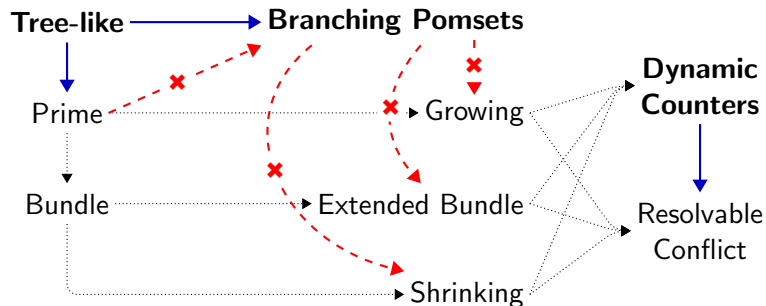 Tree-like
Branching Pomsets
Dynamic
Counters
Prime
Growing
Bundle
Extended Bundle
Resolvable
Conflict
Shrinking